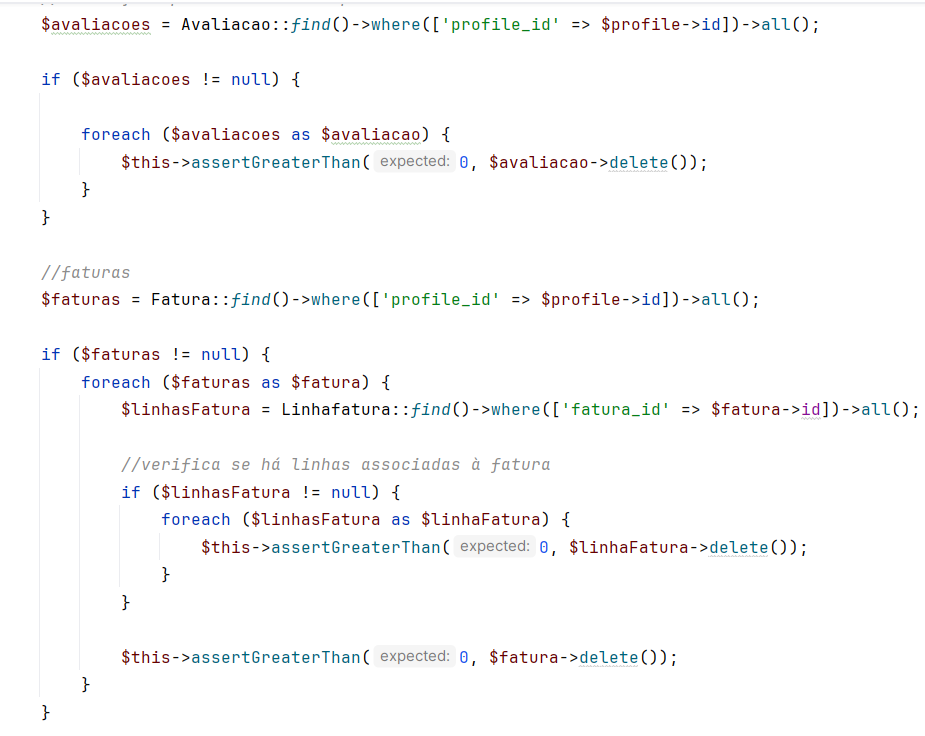 $avaliacoes = Avaliacao::find()->where(['profile_id' => $profile->id])->all();
if ($avaliacoes != null) {
foreach ($avaliacoes as $avaliacao) {
$this->assertGreaterThan( expected: 0, $avaliacao->delete());
}
}
//faturas
$faturas = Fatura::find()->where(['profile_id' => $profile->id])->all();
if ($faturas != null) {
foreach ($faturas as $fatura) {
$linhasFatura = Linhafatura::find()->where(['fatura_id' => $fatura->id])->all();
//verifica se há linhas associadas à fatura
if ($linhasFatura != null) {
foreach ($linhasFatura as $linhaFatura) {
$this->assertGreaterThan( expected: 0, $linhaFatura->delete());
}
}
$this->assertGreaterThan( expected: 0, $fatura->delete());
}
}